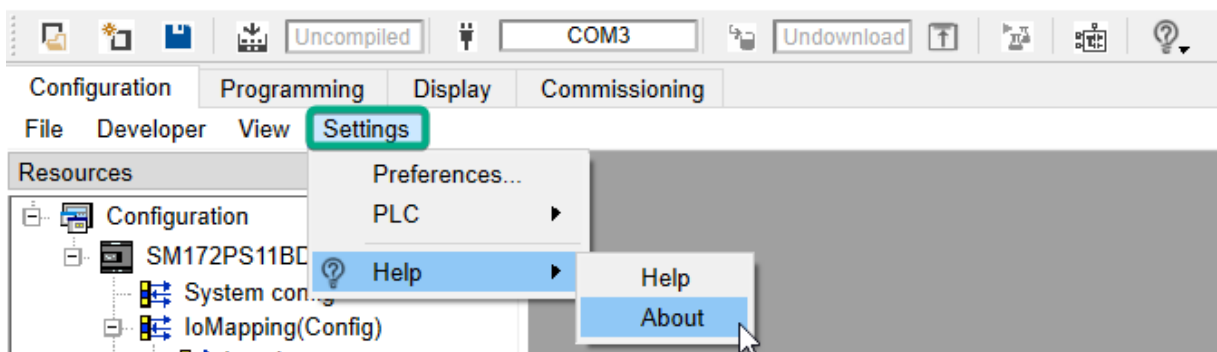 Uncompiled COM3 Undownload
Configuration Programming Display Commissioning
File Developer View Settings
Resources
Preferences...
Configuration
PLC
SM172PS11BD
Help
Help
System config
About
IoMapping(Config)